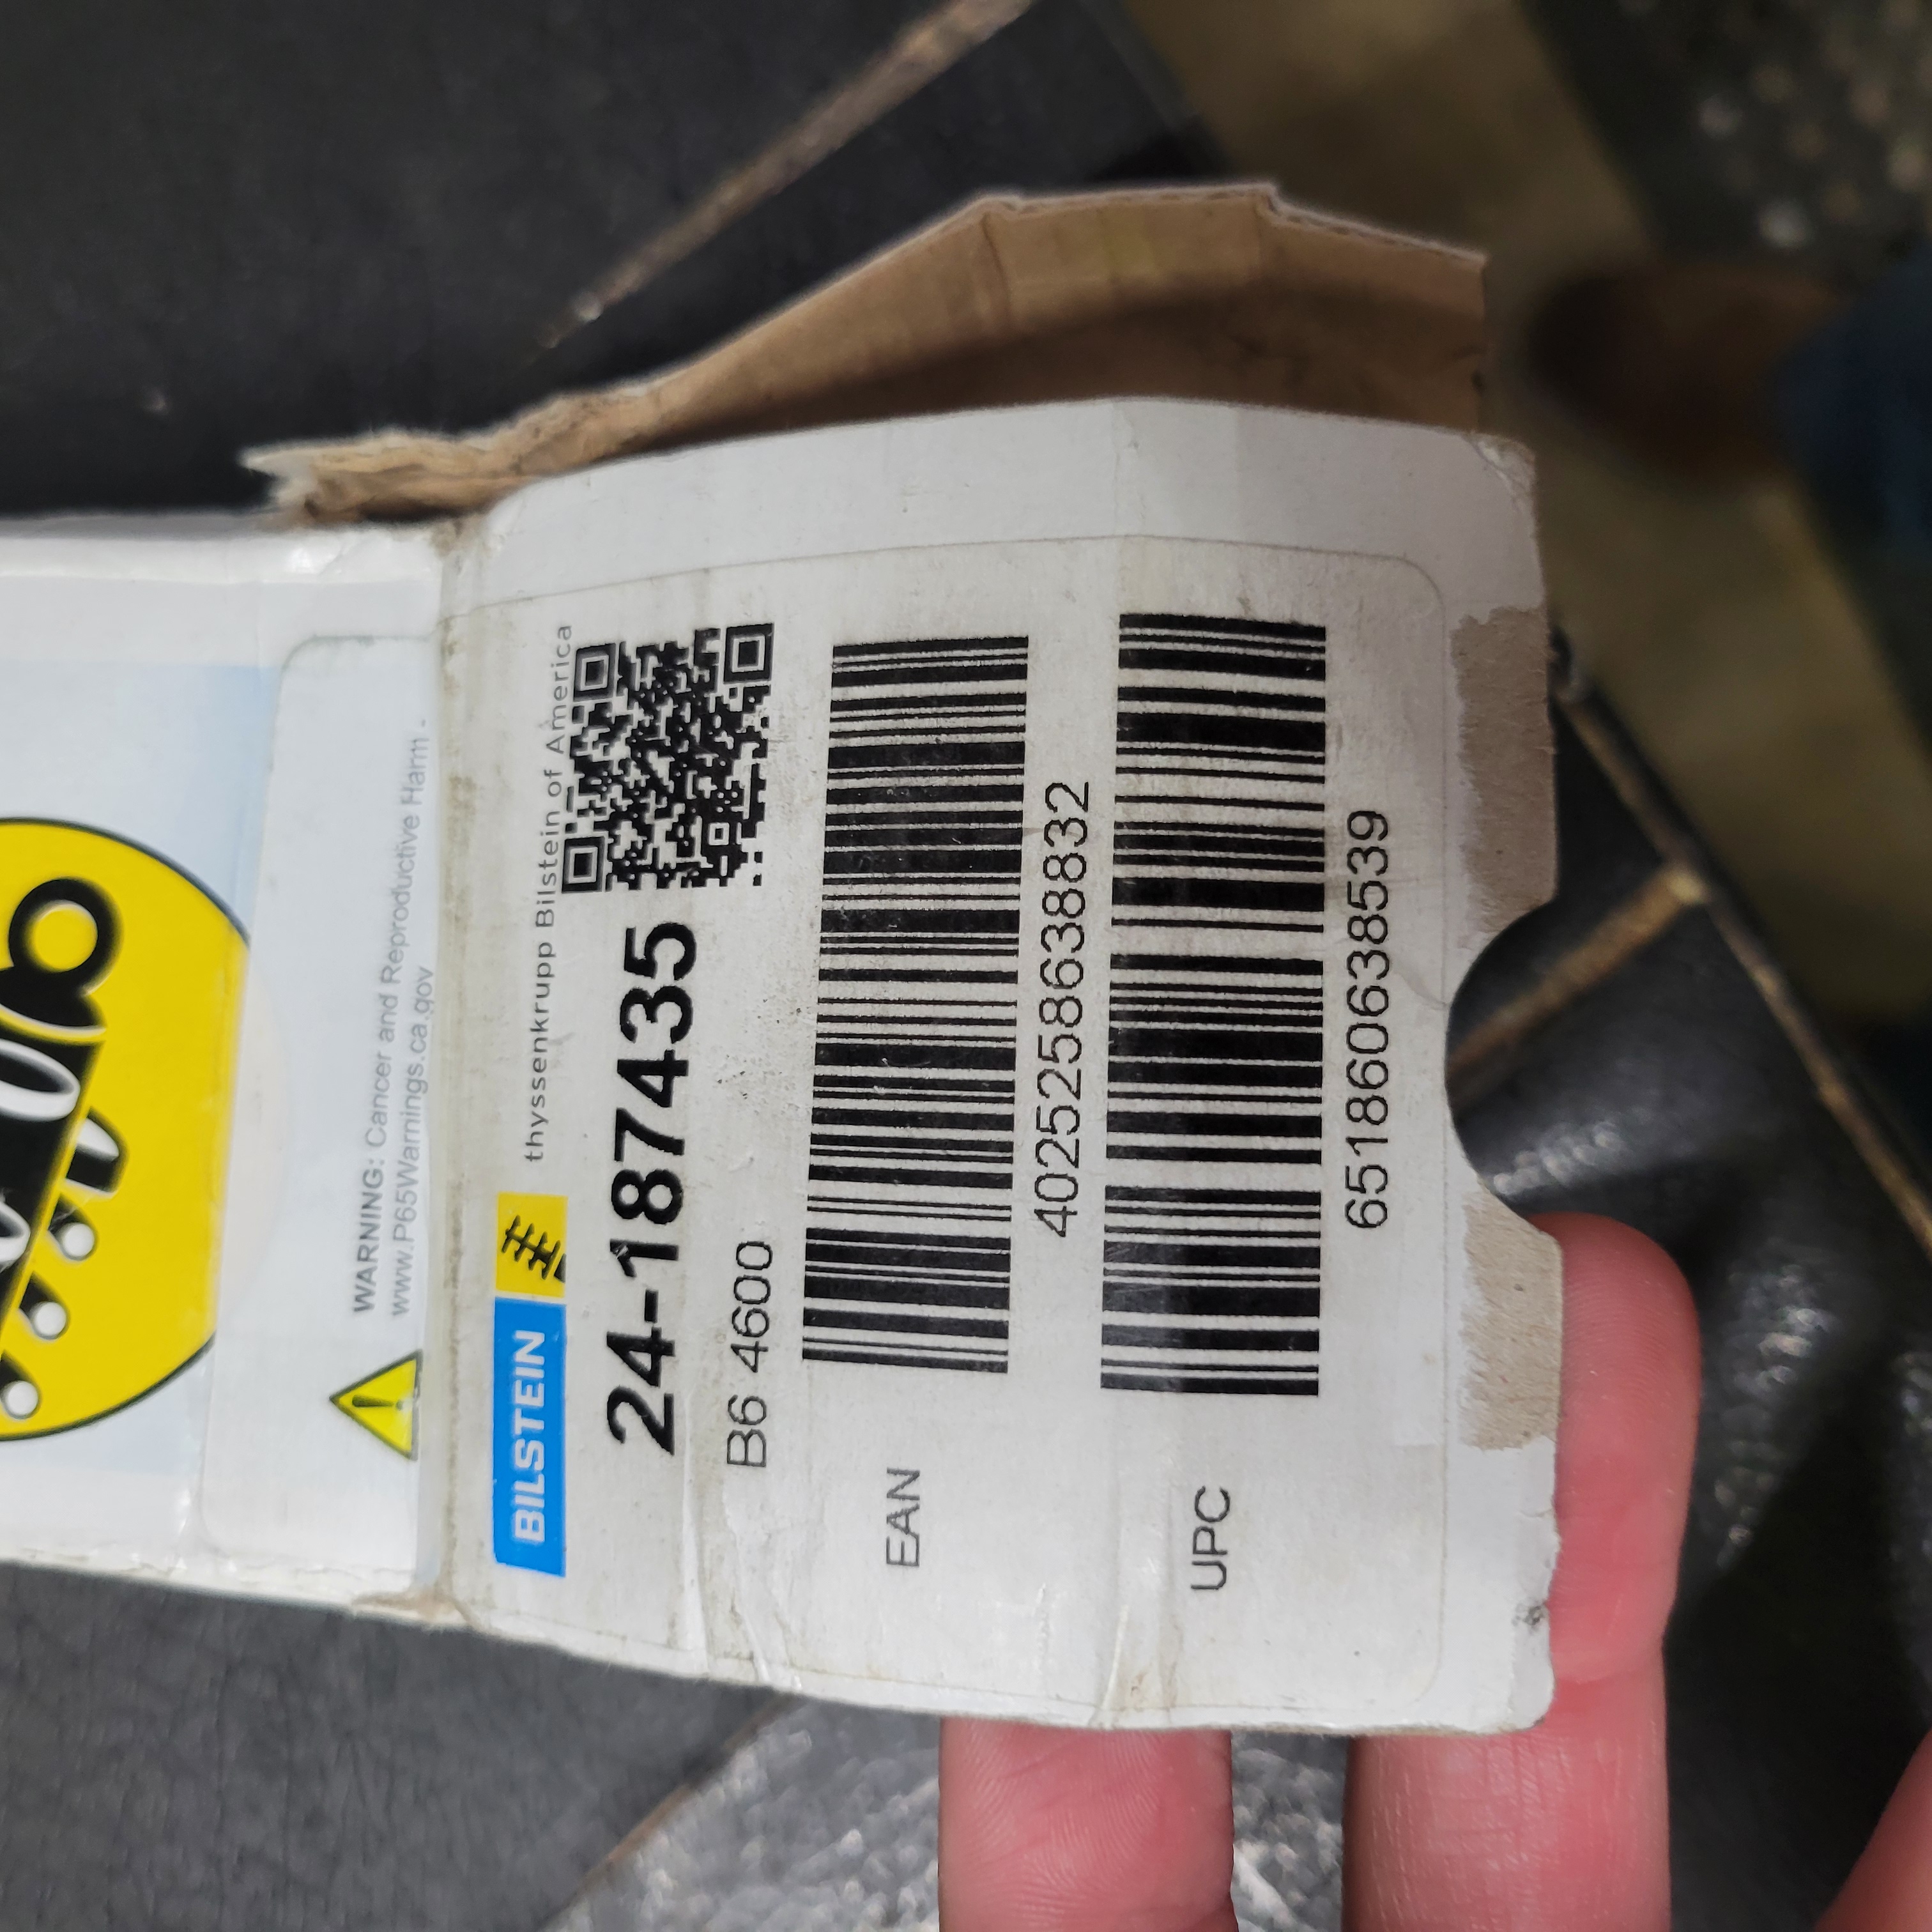 WARNING: Cancer and Reproductive Harm -
www.P65Warnings.ca.gov
BILSTEIN
thyssenkrupp Bilstein of America
24-187435
B6 4600
EAN
4025258638832
UPC
651860638539